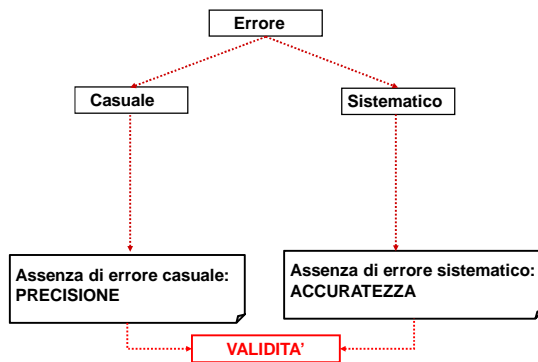 Errore
Casuale
Sistematico
Assenza di errore casuale:
PRECISIONE
Assenza di errore sistematico:
ACCURATEZZA
VALIDITA'